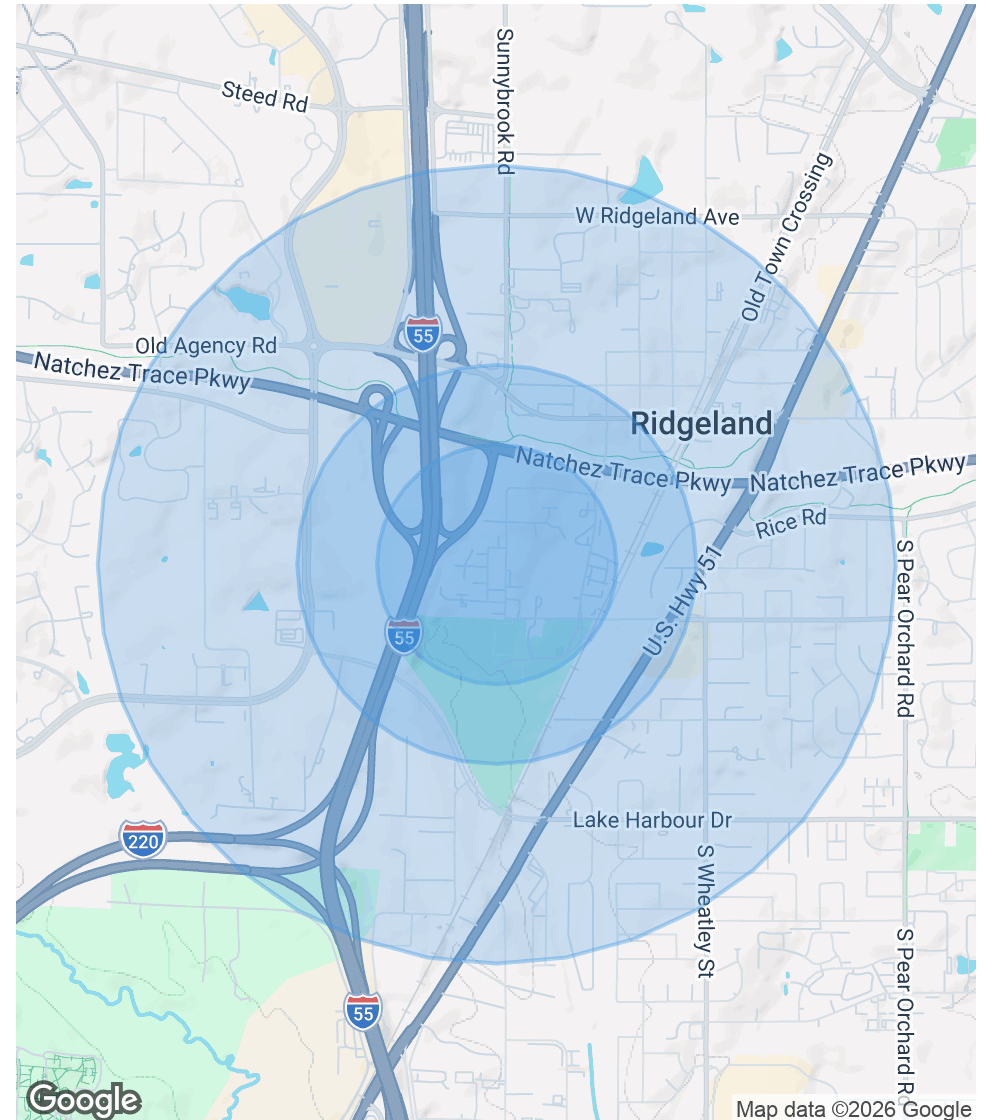 Steed Rd
Sunnybrook Rd
W Ridgeland Ave
Old Town Crossing
55
Old Agency Rd
Natchez Trace Pkwy
Ridgeland
Natchez Trace Pkwy
Natchez Trace Pkwy
Rice Rd
U.S. Hwy 51
S Pear Orchard Rd
55
Lake Harbour Dr
220
S Wheatley St
S Pear Orchard Rd
55
Google
Map data ©2026 Google